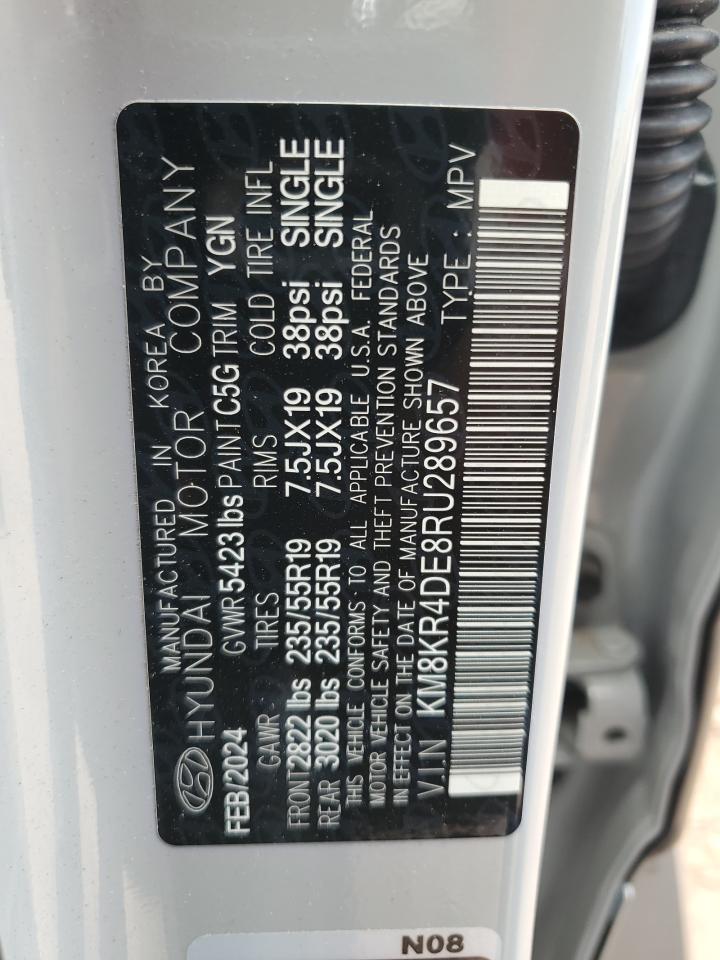 MANUFACTURED IN KOREA BY
HYUNDAI MOTOR COMPANY
FEB/2024 GVWR 5423 lbs PAINT C5G TRIM YGN
GAWR TIRES RIMS COLD TIRE INFL
FRONT 2822 lbs 235/55R19 7.5JX19 38psi SINGLE
REAR 3020 lbs 235/55R19 7.5JX19 38psi SINGLE
THIS VEHICLE CONFORMS TO ALL APPLICABLE U.S.A. FEDERAL
MOTOR VEHICLE SAFETY AND THEFT PREVENTION STANDARDS
IN EFFECT ON THE DATE OF MANUFACTURE SHOWN ABOVE
V.I.N KM8KR4DE8RU289657 TYPE : MPV
N08